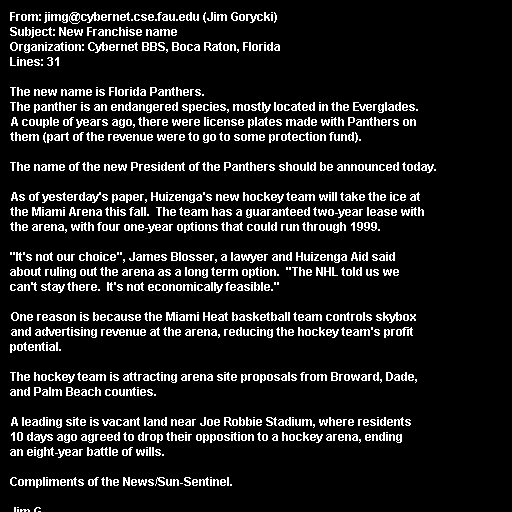 From: jimg@cybernet.cse.fau.edu (Jim Gorycki)
Subject: New Franchise name
Organization: Cybernet BBS, Boca Raton, Florida
Lines: 31

The new name is Florida Panthers.
The panther is an endangered species, mostly located in the Everglades.
A couple of years ago, there were license plates made with Panthers on
them (part of the revenue were to go to some protection fund).

The name of the new President of the Panthers should be announced today.

As of yesterday's paper, Huizenga's new hockey team will take the ice at
the Miami Arena this fall.  The team has a guaranteed two-year lease with
the arena, with four one-year options that could run through 1999.

"It's not our choice", James Blosser, a lawyer and Huizenga Aid said
about ruling out the arena as a long term option.  "The NHL told us we
can't stay there.  It's not economically feasible."

One reason is because the Miami Heat basketball team controls skybox
and advertising revenue at the arena, reducing the hockey team's profit
potential.

The hockey team is attracting arena site proposals from Broward, Dade,
and Palm Beach counties.

A leading site is vacant land near Joe Robbie Stadium, where residents
10 days ago agreed to drop their opposition to a hockey arena, ending
an eight-year battle of wills.

Compliments of the News/Sun-Sentinel.

Jim G